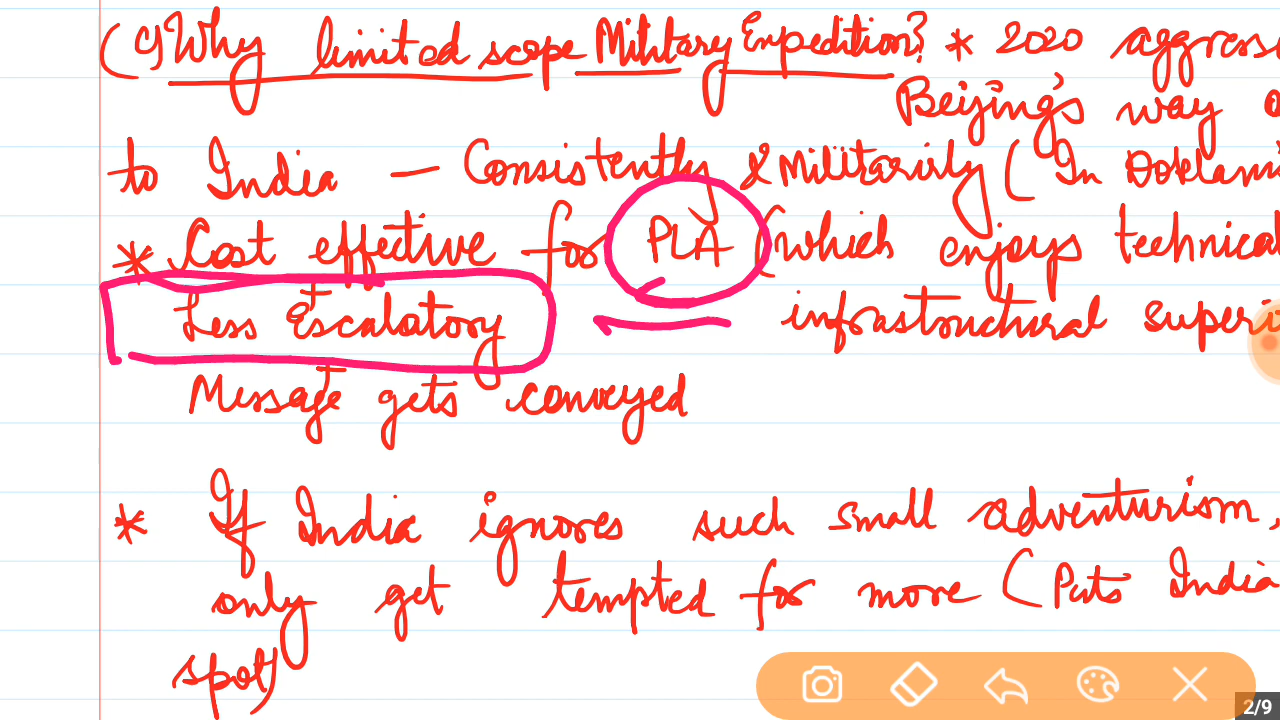 (c) Why limited scope Military Expedition? * 2020 aggress
Beijing's way o
to India — Consistently & Militarily (In Doklam
* Cost effective for PLA (which enjoys technical
Less Escalatory infrastructural superi
Message gets conveyed
* If India ignores such small adventurism,
only get tempted for more (Puts India
spot)
2/9